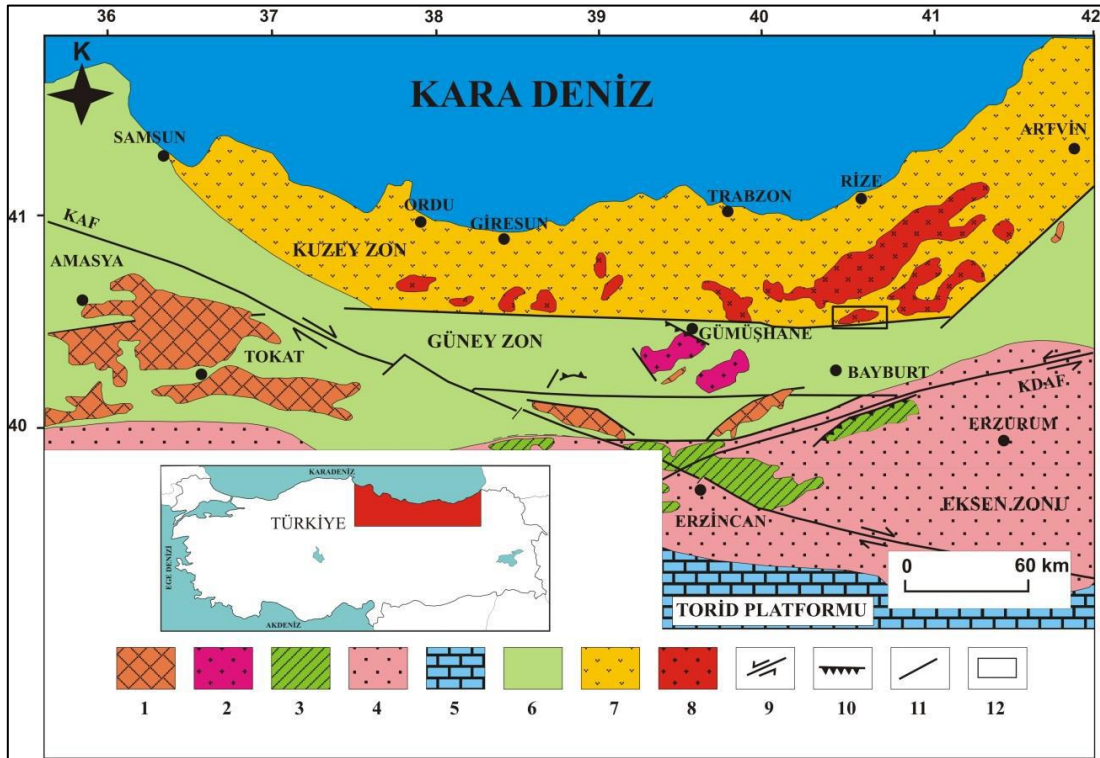 36 37 38 39 40 41 42
K
KARA DENİZ
SAMSUN
ARTVİN
RİZE
TRABZON
ORDU
GİRESUN
41
KAF
KUZEY ZON
AMASYA
GÜMÜŞHANE
GÜNEY ZON
TOKAT
BAYBURT
KDAF
40
ERZURUM
EKSEN ZONU
ERZİNCAN
KARADENİZ
TÜRKİYE
EGE DENİZİ
AKDENİZ
0 60 km
TORİD PLATFORMU
1 2 3 4 5 6 7 8 9 10 11 12